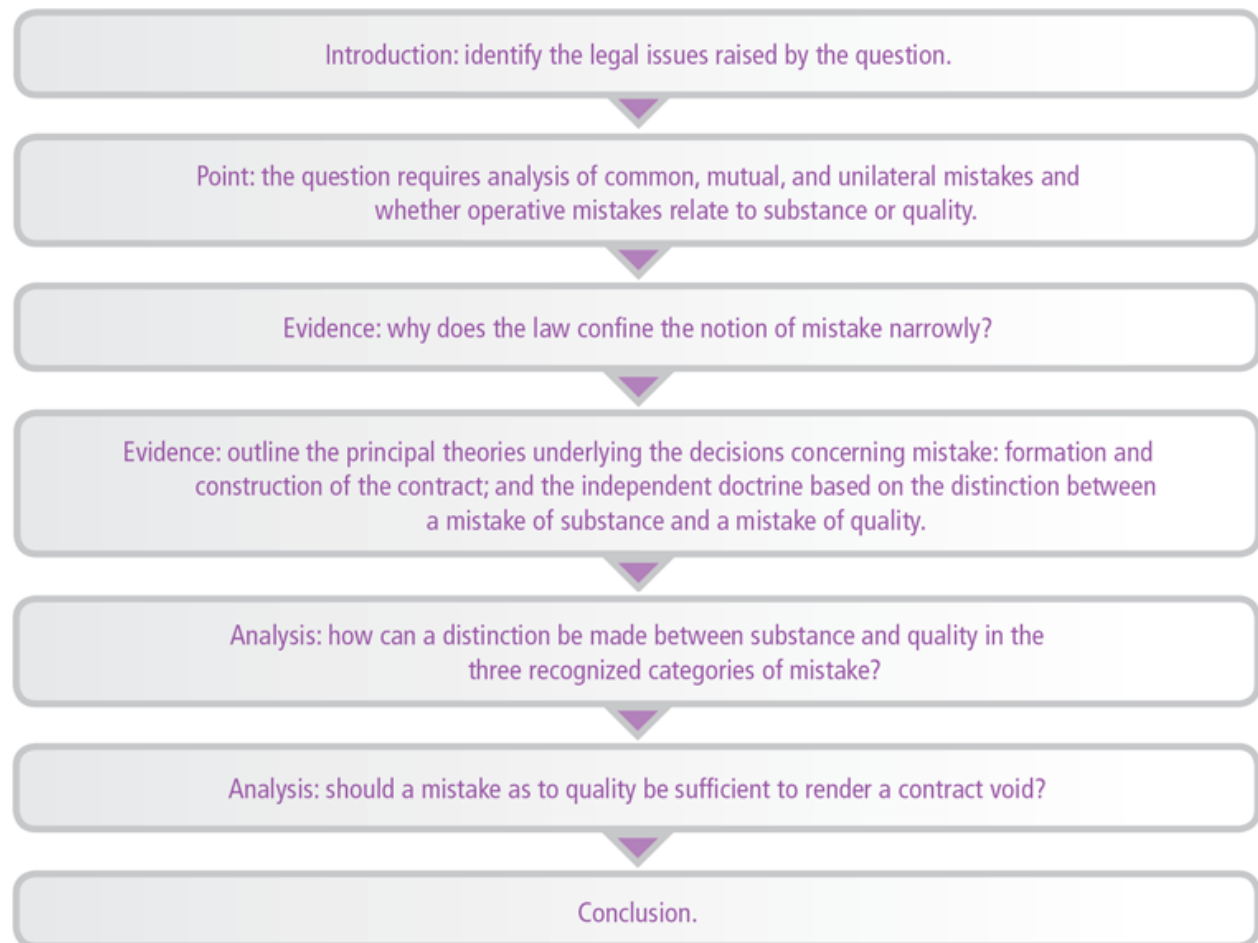 Introduction: identify the legal issues raised by the question.
Point: the question requires analysis of common, mutual, and unilateral mistakes and
whether operative mistakes relate to substance or quality.
Evidence: why does the law confine the notion of mistake narrowly?
Evidence: outline the principal theories underlying the decisions concerning mistake: formation and
construction of the contract; and the independent doctrine based on the distinction between
a mistake of substance and a mistake of quality.
Analysis: how can a distinction be made between substance and quality in the
three recognized categories of mistake?
Analysis: should a mistake as to quality be sufficient to render a contract void?
Conclusion.